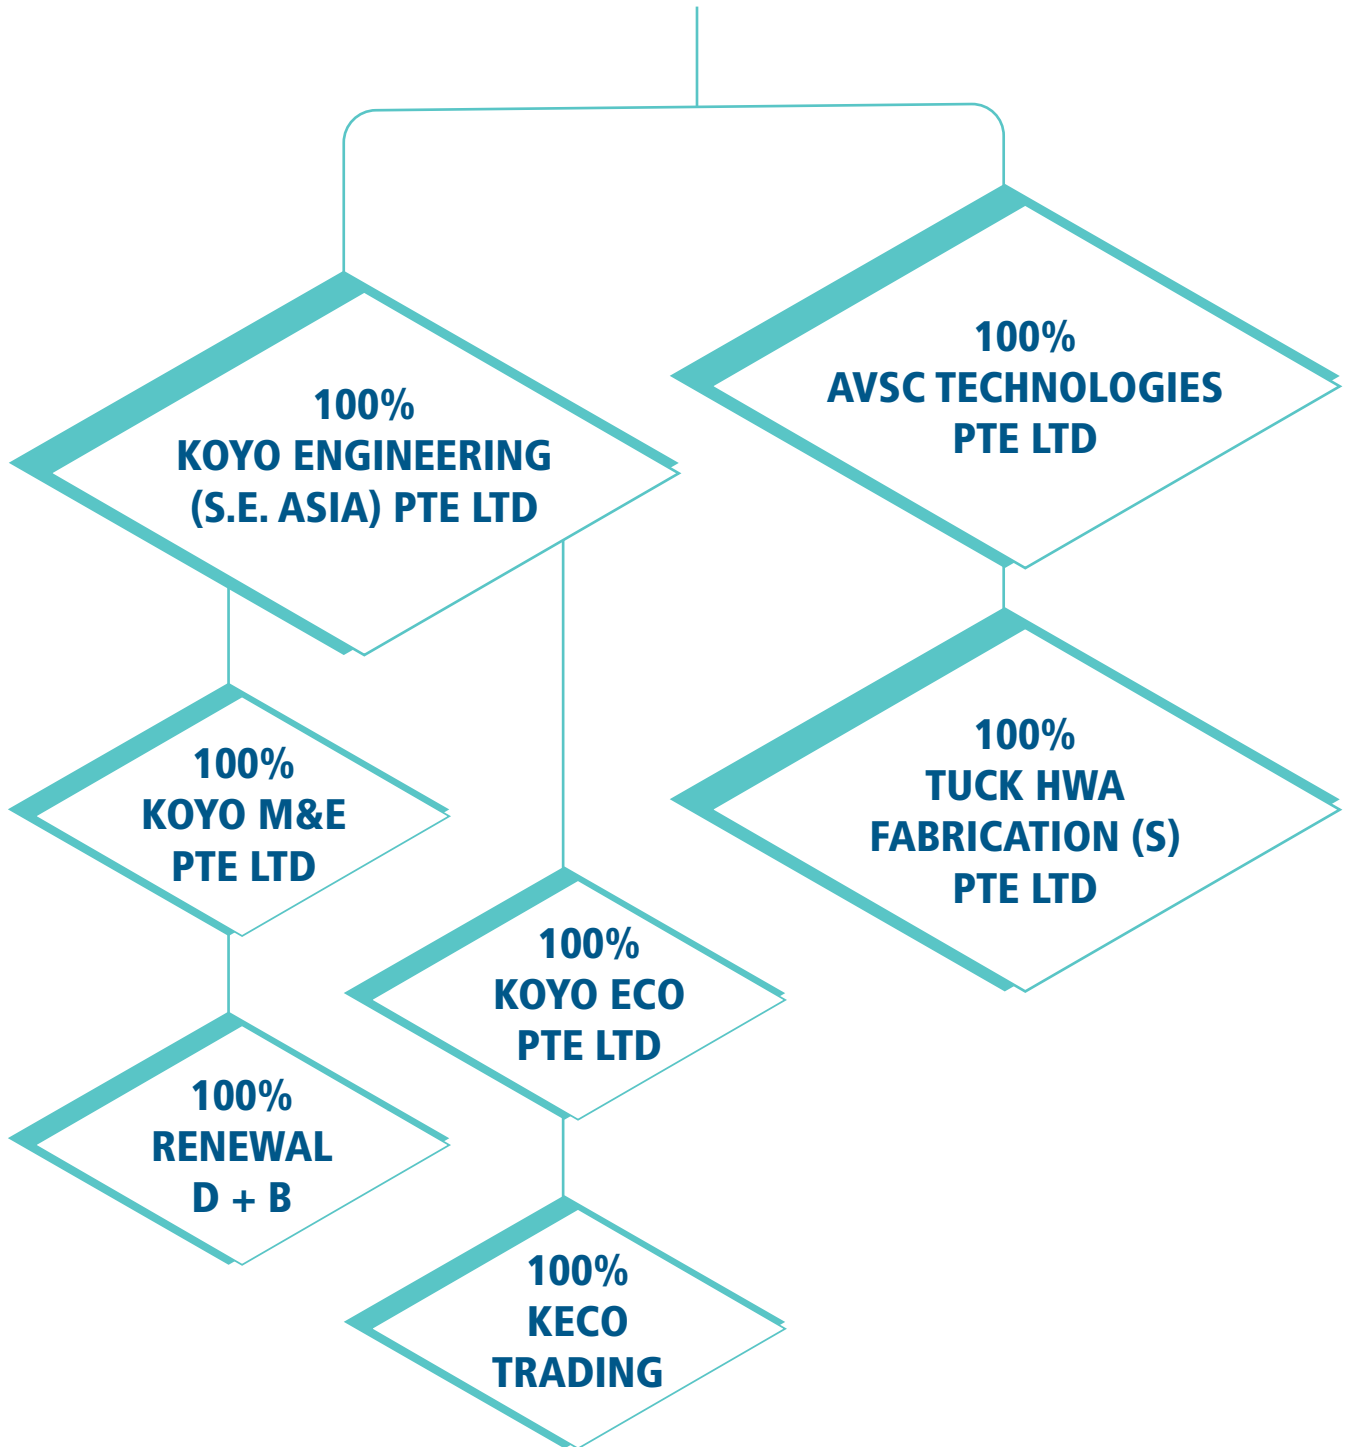 100%
KOYO ENGINEERING
(S.E. ASIA) PTE LTD
100%
AVSC TECHNOLOGIES
PTE LTD
100%
KOYO M&E
PTE LTD
100%
TUCK HWA
FABRICATION (S)
PTE LTD
100%
KOYO ECO
PTE LTD
100%
RENEWAL
D + B
100%
KECO
TRADING